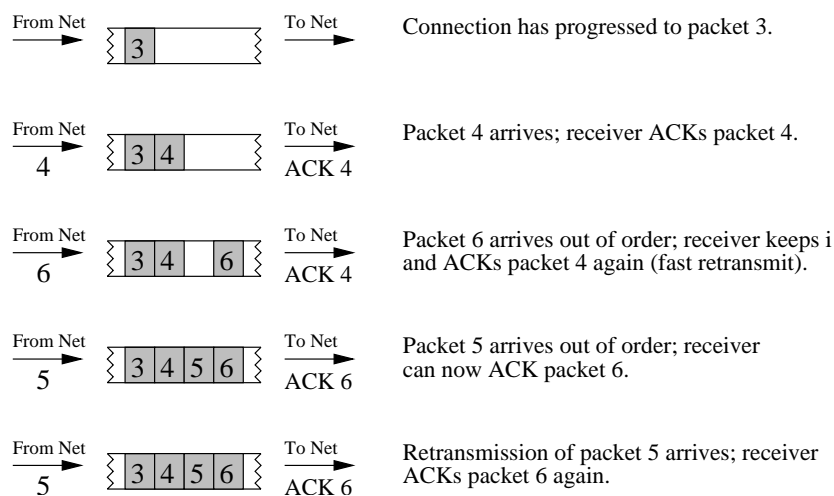 From Net
3
To Net
Connection has progressed to packet 3.
From Net
4
3 4
To Net
ACK 4
Packet 4 arrives; receiver ACKs packet 4.
From Net
6
3 4 6
To Net
ACK 4
Packet 6 arrives out of order; receiver keeps i
and ACKs packet 4 again (fast retransmit).
From Net
5
3 4 5 6
To Net
ACK 6
Packet 5 arrives out of order; receiver
can now ACK packet 6.
From Net
5
3 4 5 6
To Net
ACK 6
Retransmission of packet 5 arrives; receiver
ACKs packet 6 again.